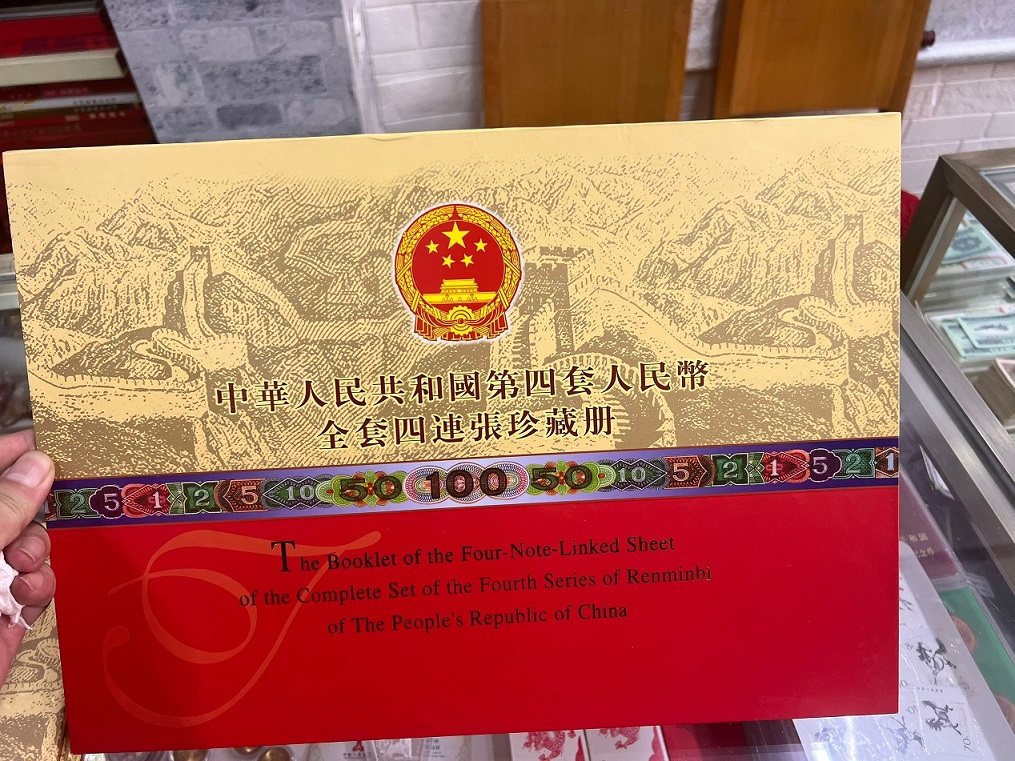 中華人民共和國第四套人民幣
全套四連張珍藏册
1 2 5 1 2 5 10 50 100 50 10 5 2 1 5 2 1
The Booklet of the Four-Note-Linked Sheet
of the Complete Set of the Fourth Series of Renminbi
of The People's Republic of China